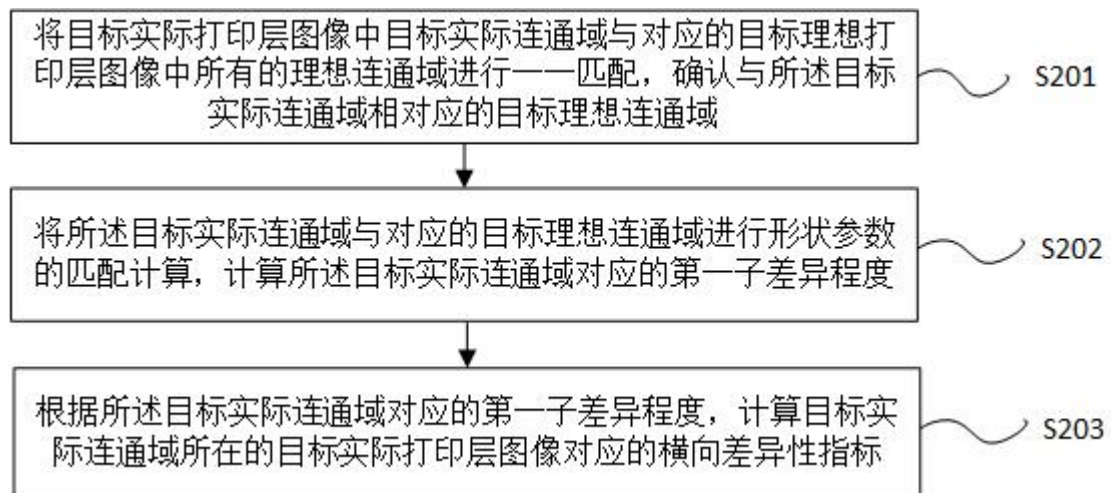 将目标实际打印层图像中目标实际连通域与对应的目标理想打
印层图像中所有的理想连通域进行一一匹配，确认与所述目标
实际连通域相对应的目标理想连通域
S201
将所述目标实际连通域与对应的目标理想连通域进行形状参数
的匹配计算，计算所述目标实际连通域对应的第一子差异程度
S202
根据所述目标实际连通域对应的第一子差异程度，计算目标实
际连通域所在的目标实际打印层图像对应的横向差异性指标
S203